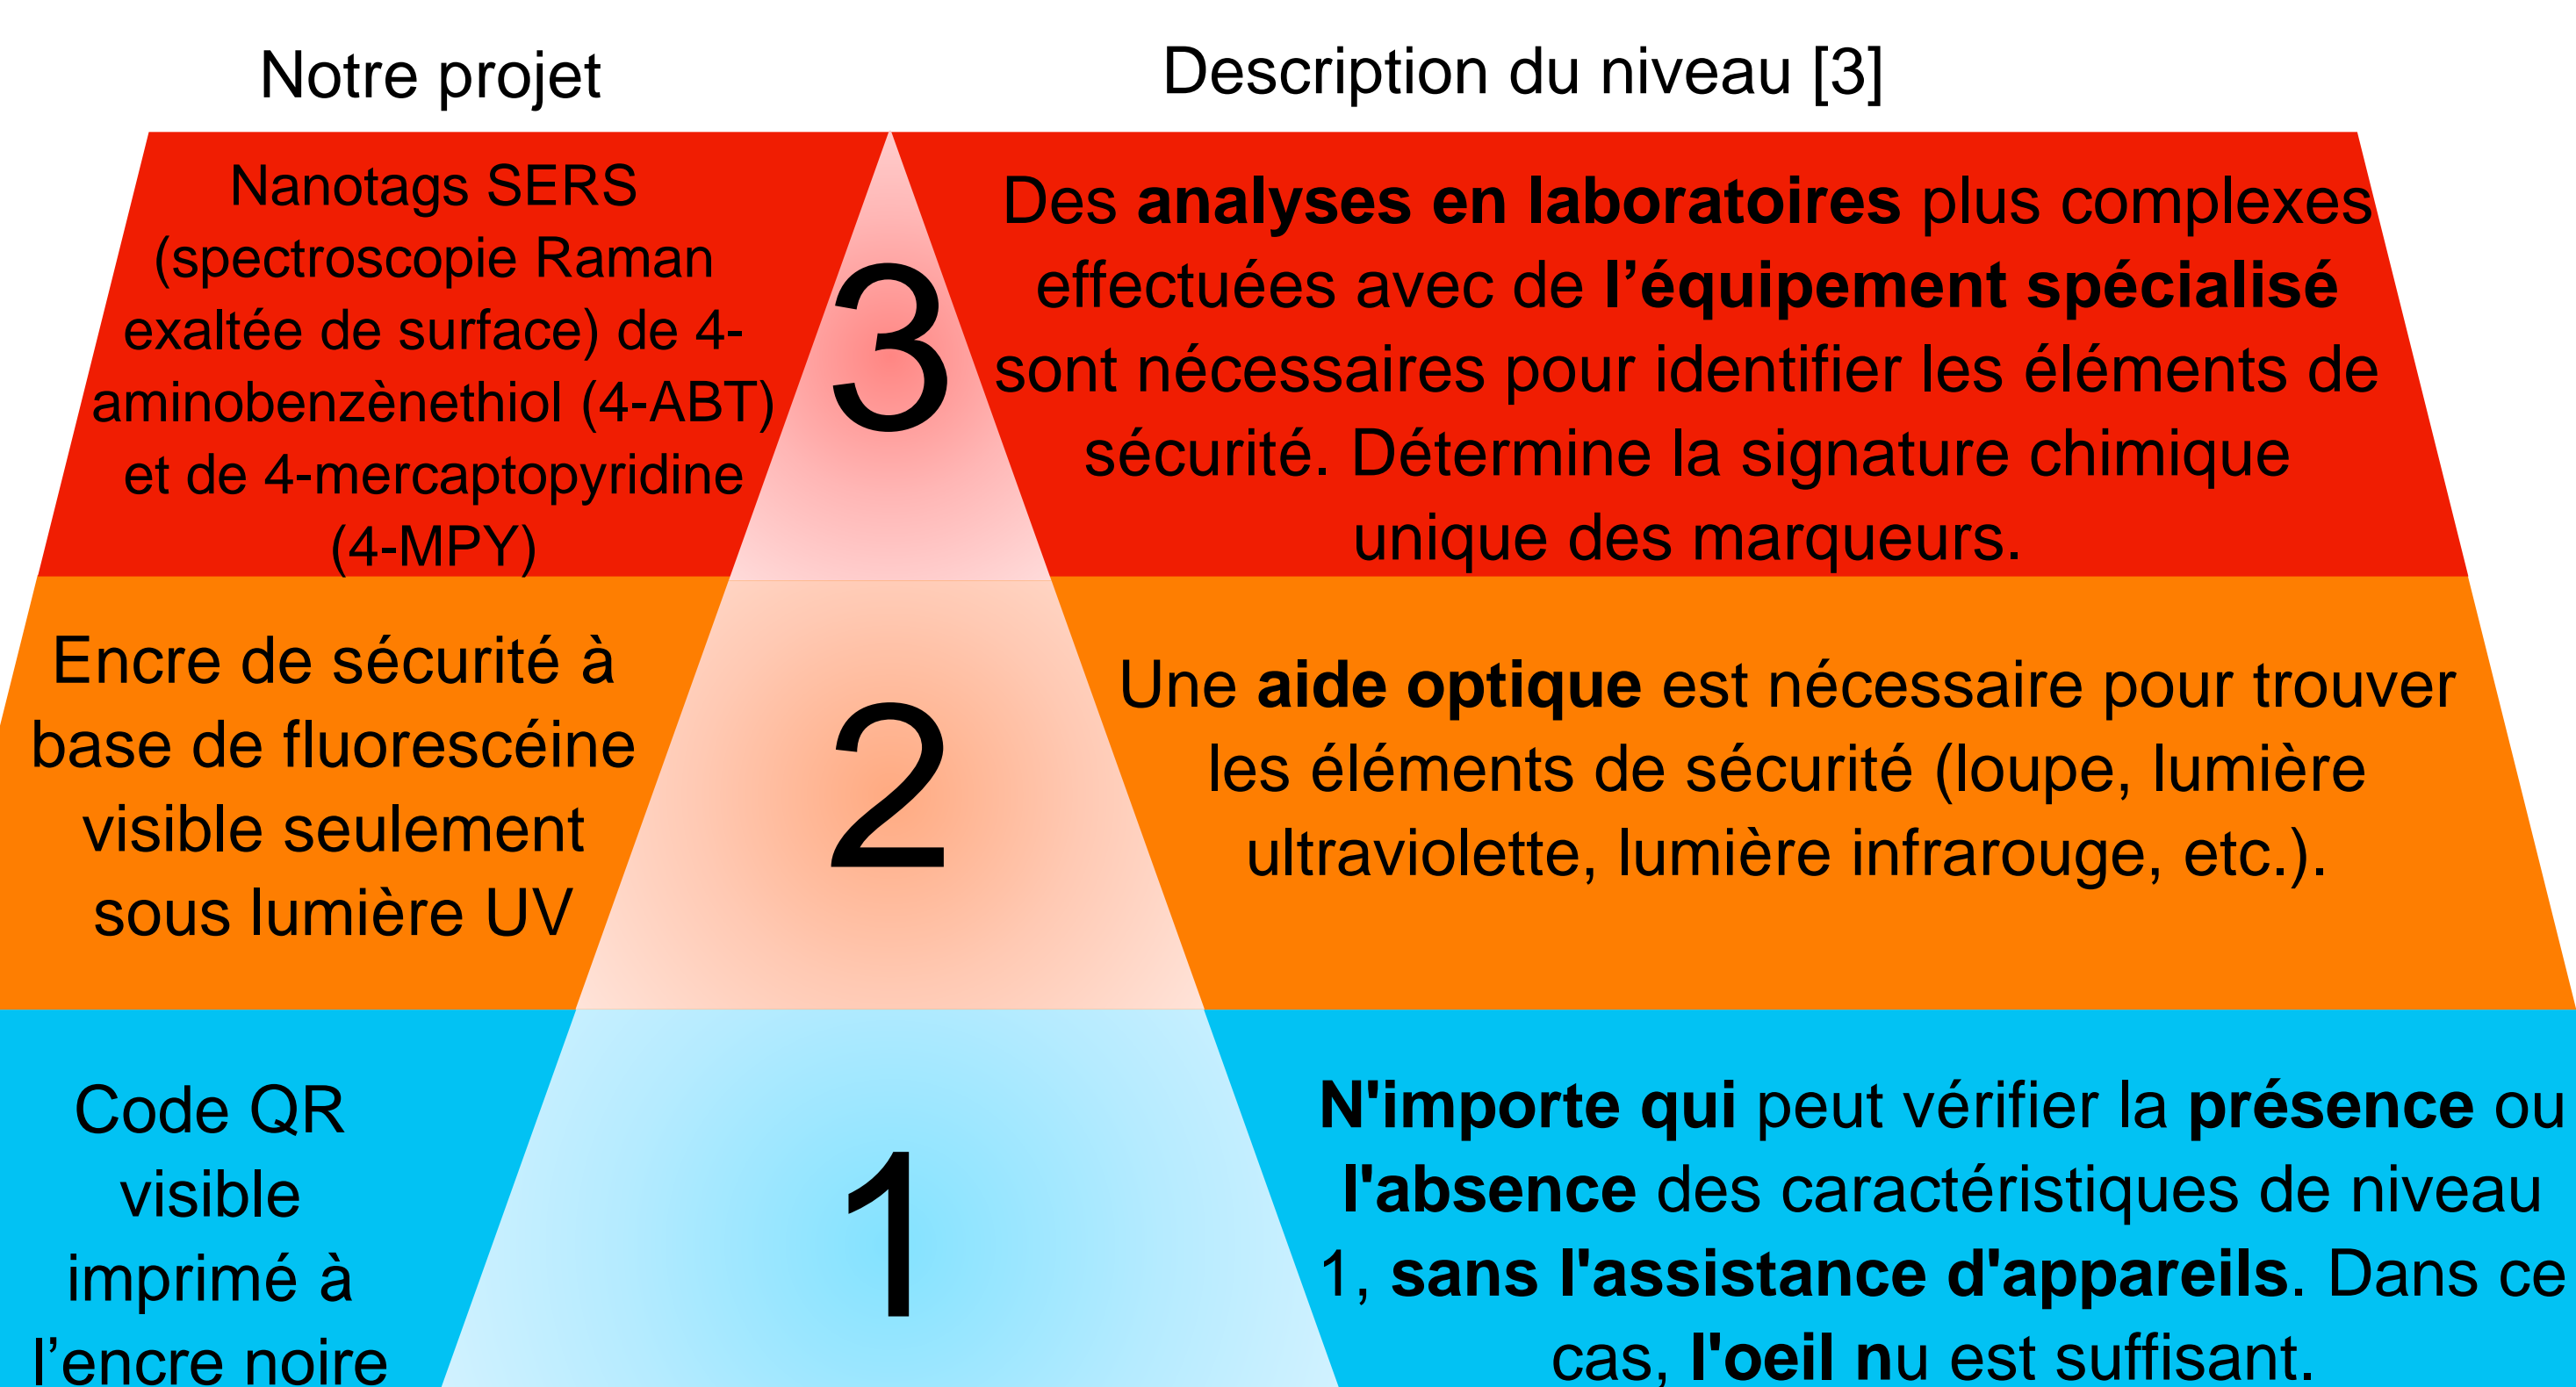 Notre projet
Description du niveau [3]
Nanotags SERS
(spectroscopie Raman
exaltée de surface) de 4-
aminobenzènethiol (4-ABT)
et de 4-mercaptopyridine
(4-MPY)
3
Des analyses en laboratoires plus complexes
effectuées avec de l’équipement spécialisé
sont nécessaires pour identifier les éléments de
sécurité. Détermine la signature chimique
unique des marqueurs.
Encre de sécurité à
base de fluorescéine
visible seulement
sous lumière UV
2
Une aide optique est nécessaire pour trouver
les éléments de sécurité (loupe, lumière
ultraviolette, lumière infrarouge, etc.).
Code QR
visible
imprimé à
l’encre noire
1
N'importe qui peut vérifier la présence ou
l'absence des caractéristiques de niveau
1, sans l'assistance d'appareils. Dans ce
cas, l'oeil nu est suffisant.